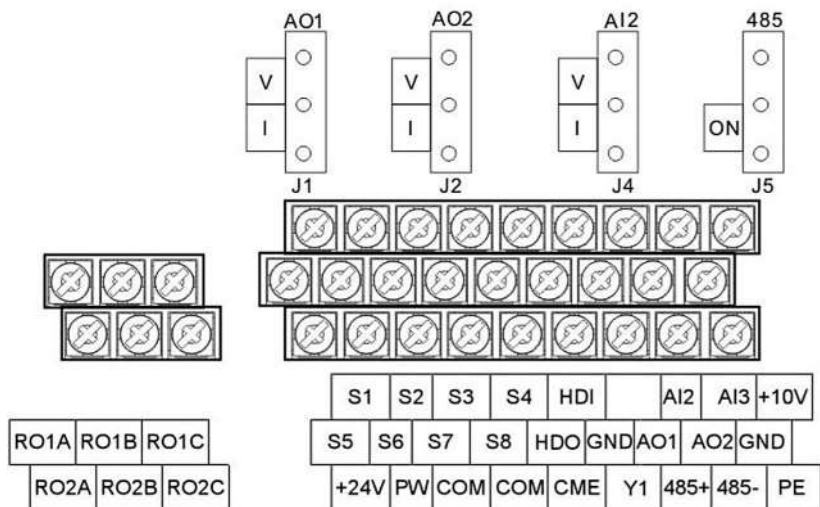 AO1 AO2 AI2 485
V V V
I I I ON
J1 J2 J4 J5
S1 S2 S3 S4 HDI AI2 AI3 +10V
RO1A RO1B RO1C S5 S6 S7 S8 HDO GND AO1 AO2 GND
RO2A RO2B RO2C +24V PW COM COM CME Y1 485+ 485- PE